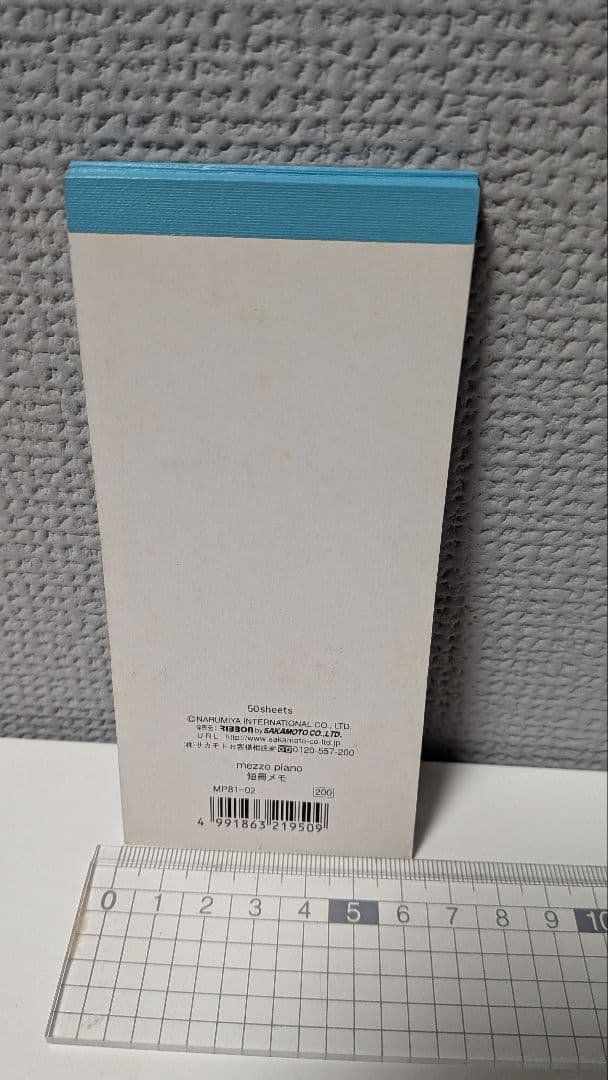 50sheets
©NARUMIYA INTERNATIONAL CO., LTD.
発売元: RIBBON by SAKAMOTO CO.,LTD.
URL http://www.sakamoto-co-ltd.jp
(株)サカモトお客様相談室 0120-557-200
mezzo piano
短冊メモ
MP81-02 200
4 991863 219509
0 1 2 3 4 5 6 7 8 9 10